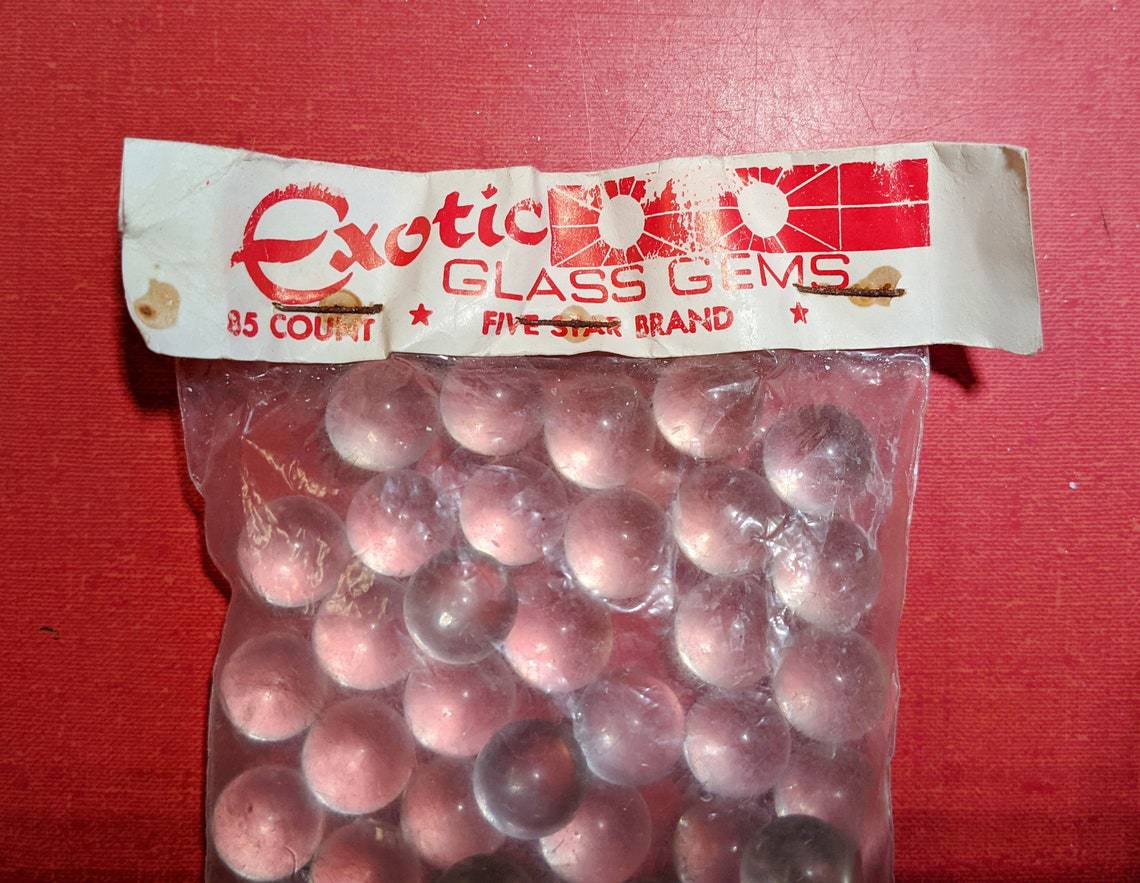 Exotic
GLASS GEMS
85 COUNT ★ FIVE STAR BRAND ★